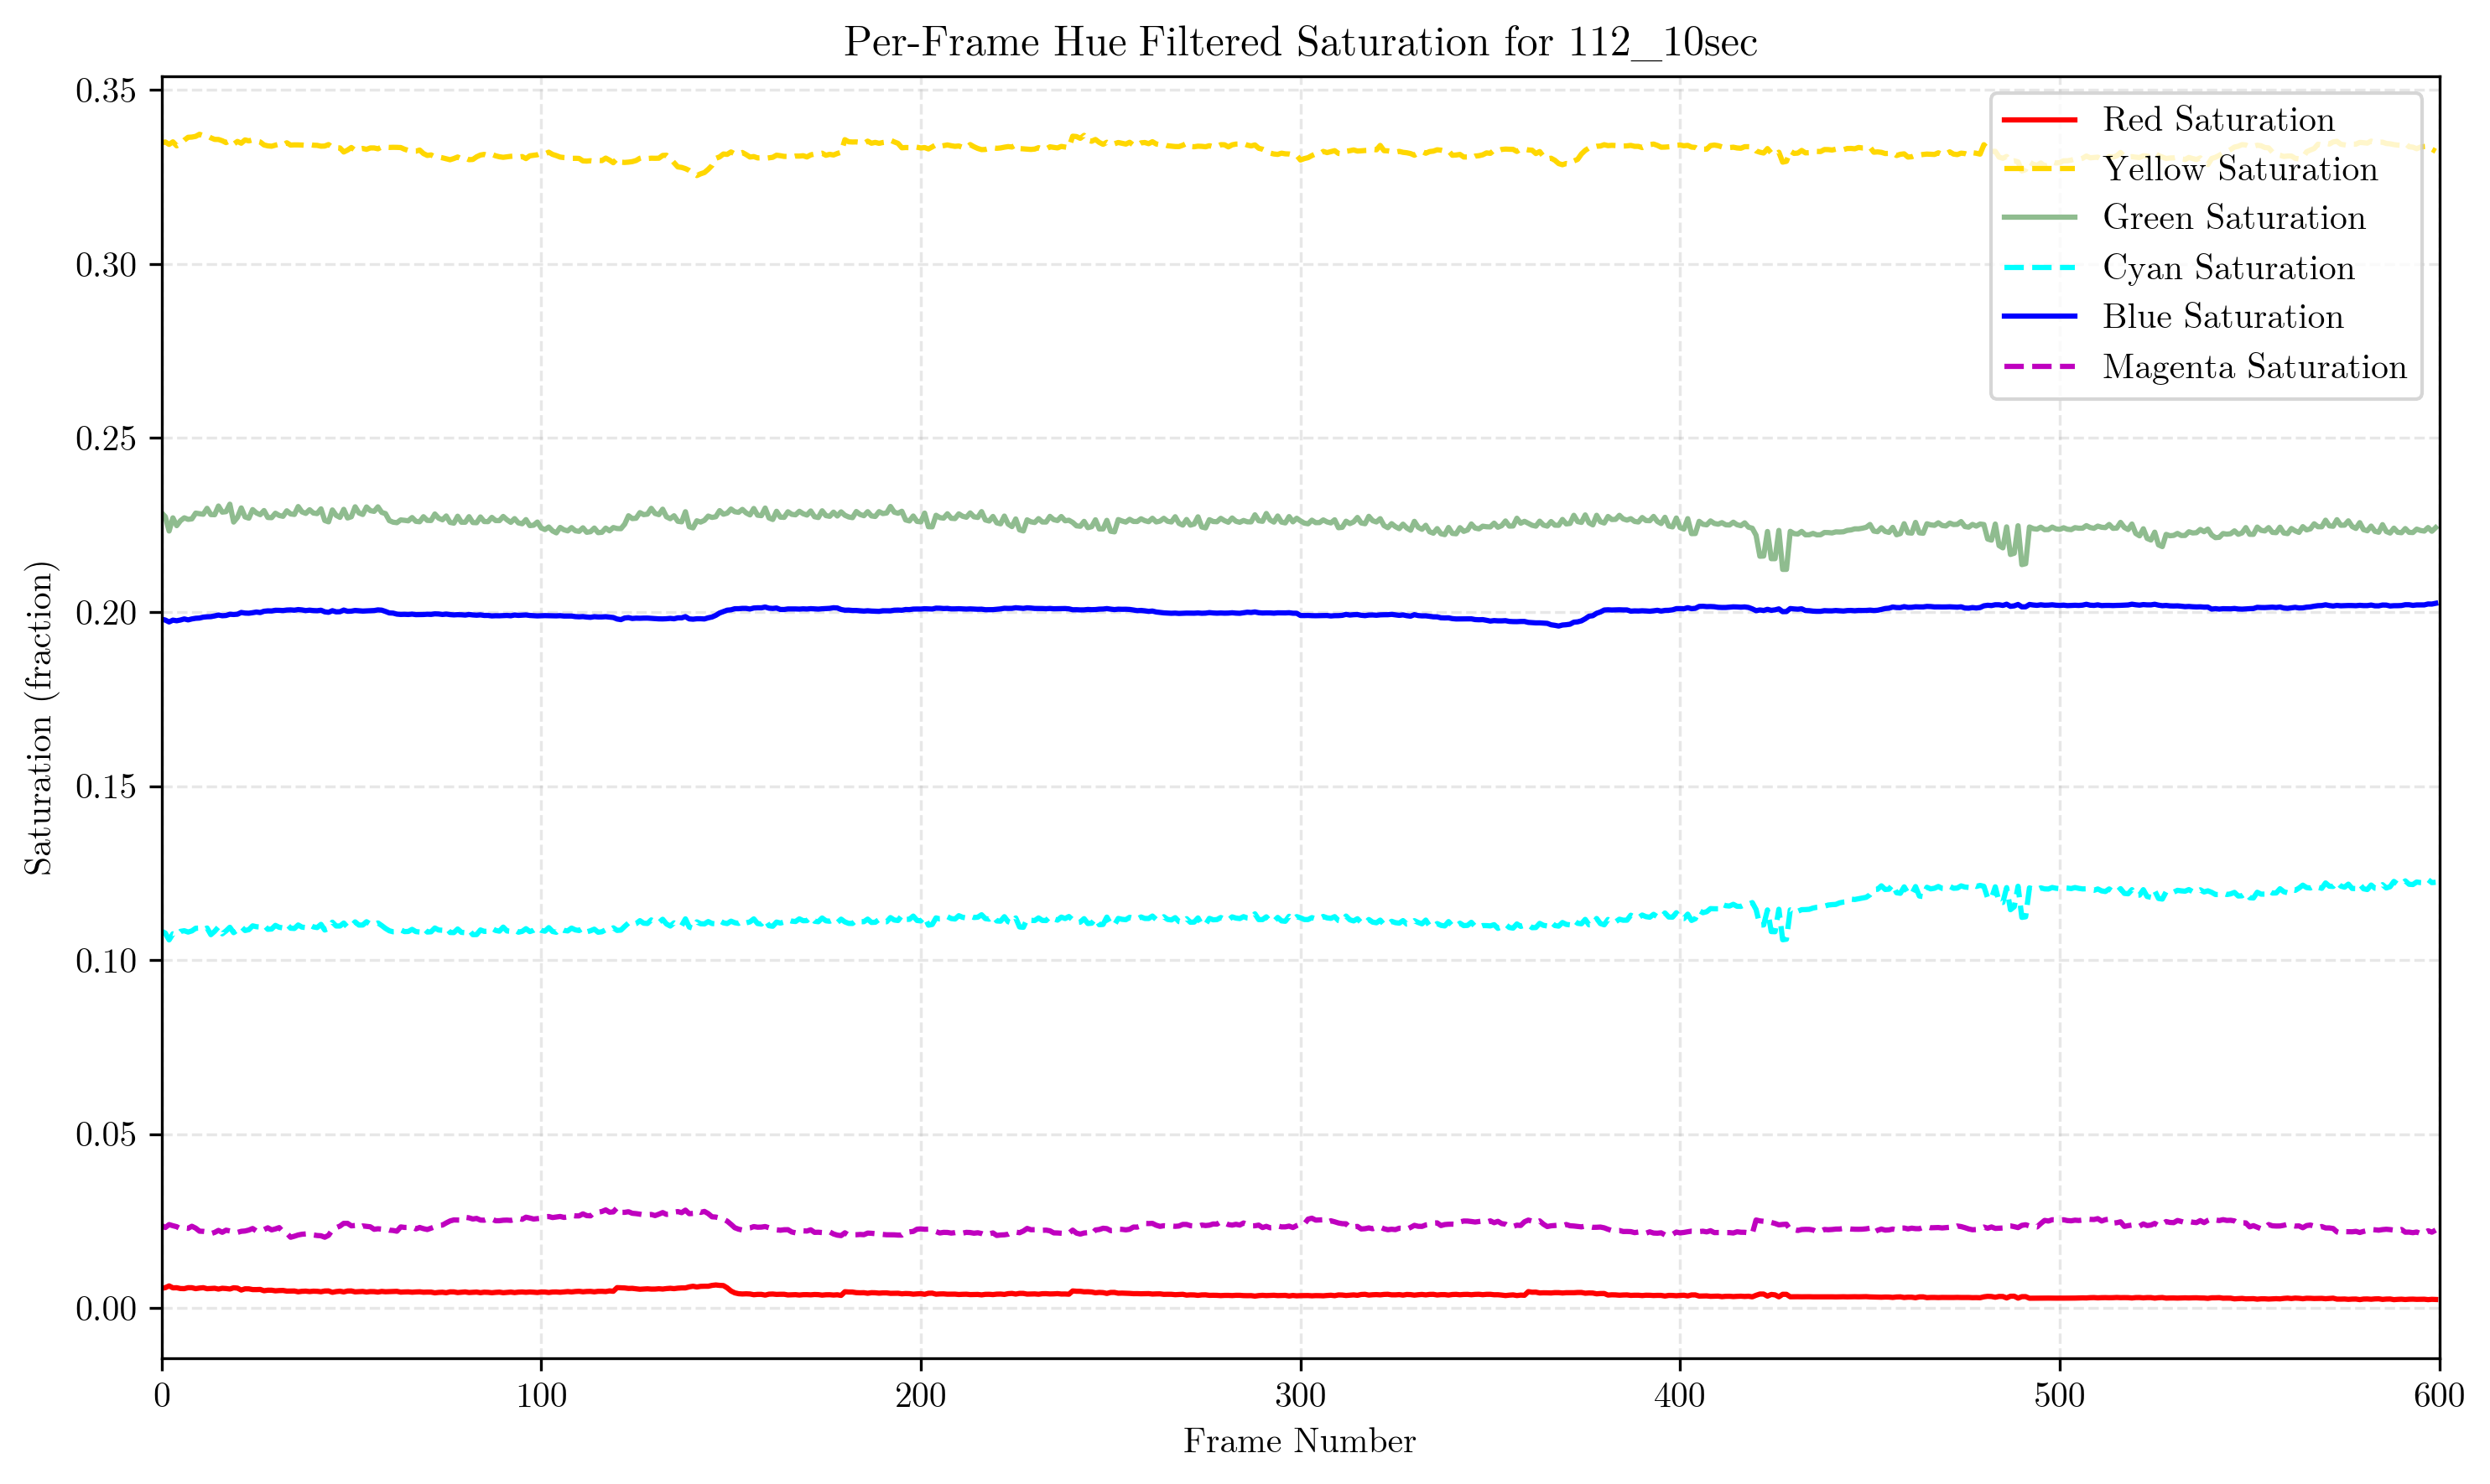 Per-Frame Hue Filtered Saturation for 112__10sec
0.35
0.30
0.25
0.20
0.15
0.10
0.05
0.00
Saturation (fraction)
Red Saturation
Yellow Saturation
Green Saturation
Cyan Saturation
Blue Saturation
Magenta Saturation
0 100 200 300 400 500 600
Frame Number